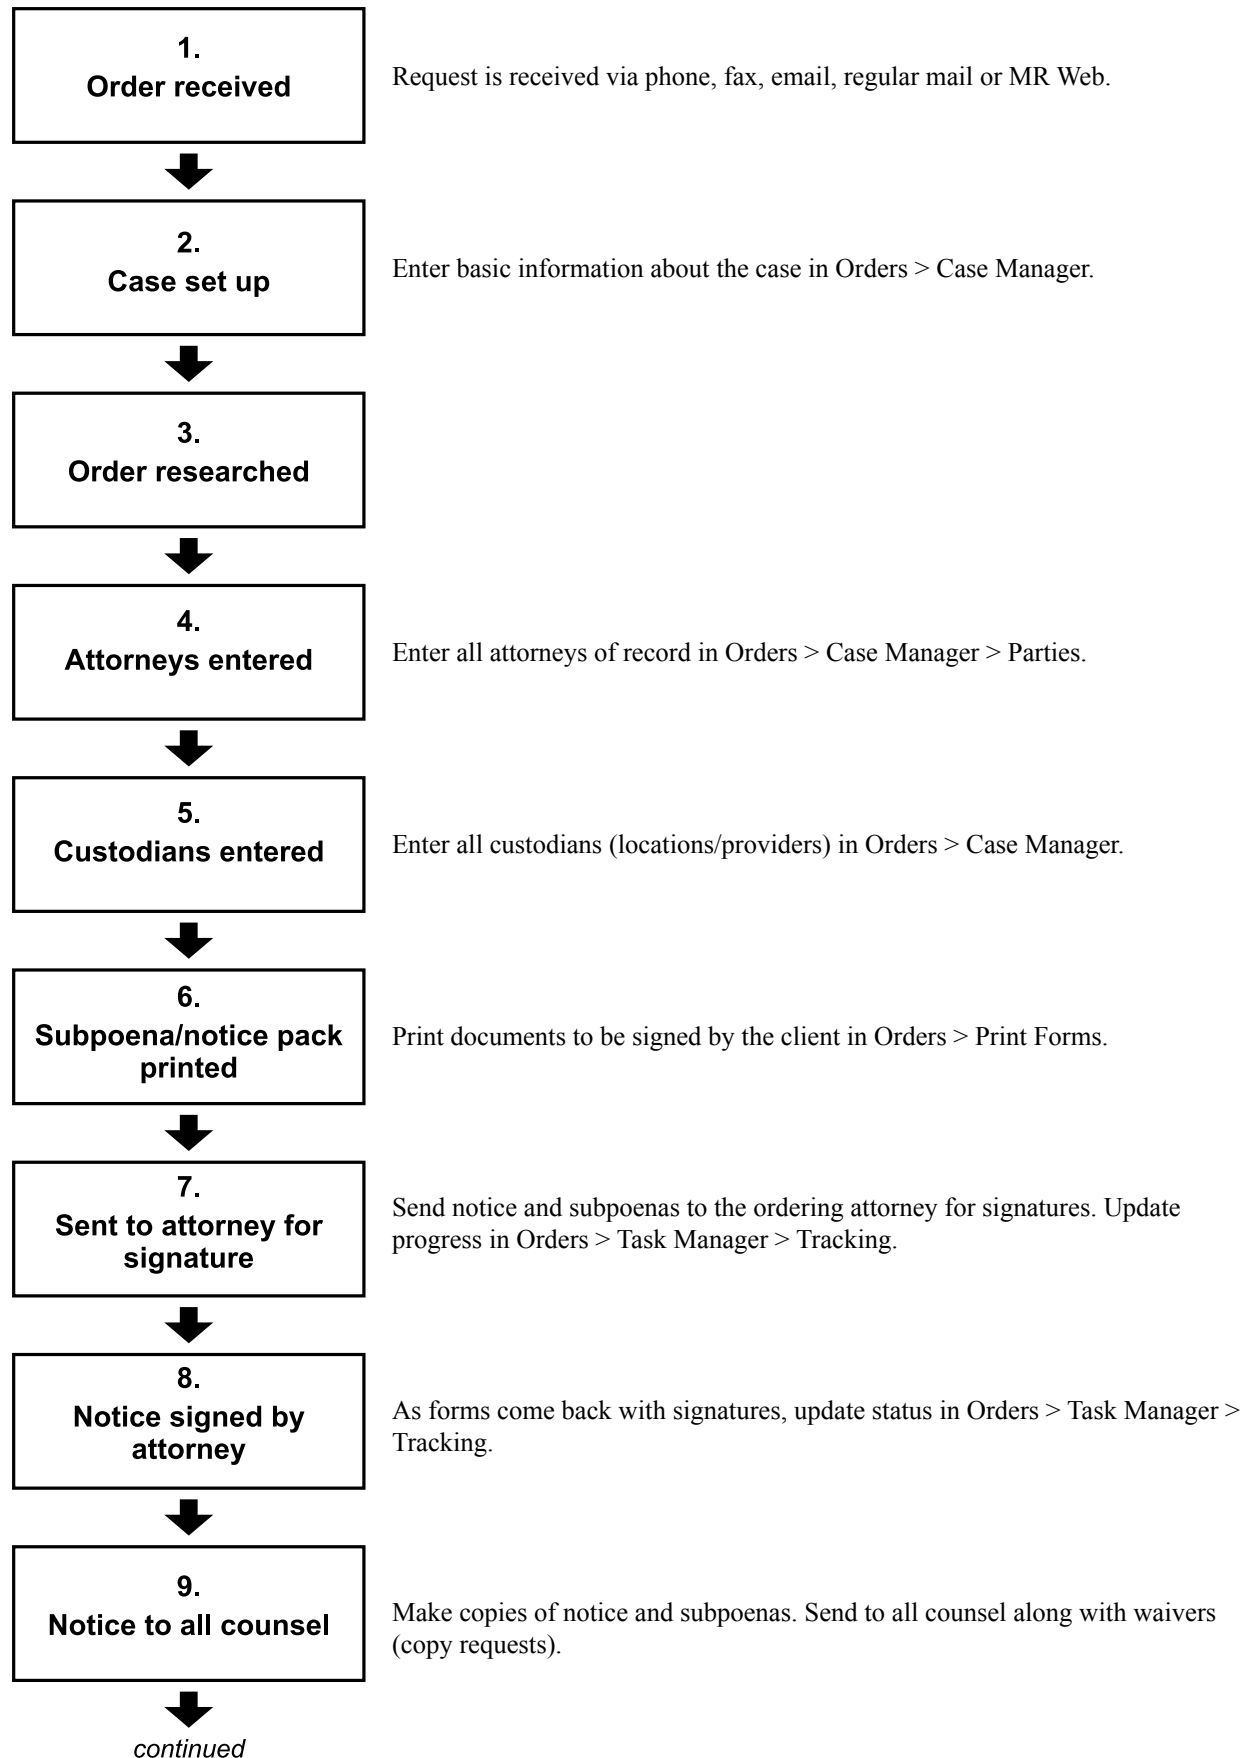 1.
Order received
Request is received via phone, fax, email, regular mail or MR Web.
2.
Case set up
Enter basic information about the case in Orders > Case Manager.
3.
Order researched
4.
Attorneys entered
Enter all attorneys of record in Orders > Case Manager > Parties.
5.
Custodians entered
Enter all custodians (locations/providers) in Orders > Case Manager.
6.
Subpoena/notice pack
printed
Print documents to be signed by the client in Orders > Print Forms.
7.
Sent to attorney for
signature
Send notice and subpoenas to the ordering attorney for signatures. Update
progress in Orders > Task Manager > Tracking.
8.
Notice signed by
attorney
As forms come back with signatures, update status in Orders > Task Manager >
Tracking.
9.
Notice to all counsel
Make copies of notice and subpoenas. Send to all counsel along with waivers
(copy requests).
continued